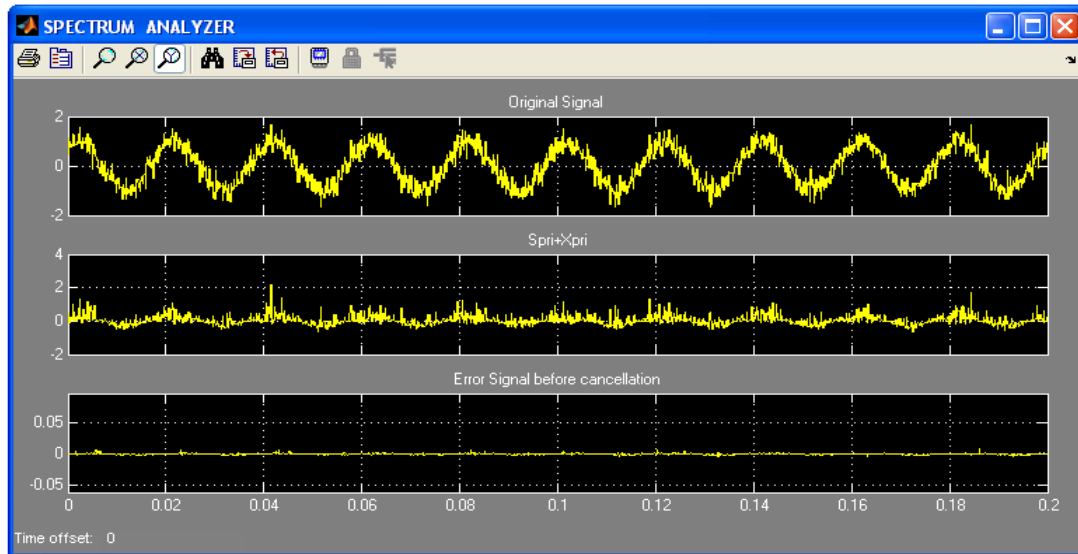 SPECTRUM ANALYZER
Original Signal
2
0
-2
Spri+Xpri
4
2
0
-2
Error Signal before cancellation
0.05
0
-0.05
0 0.02 0.04 0.06 0.08 0.1 0.12 0.14 0.16 0.18 0.2
Time offset: 0